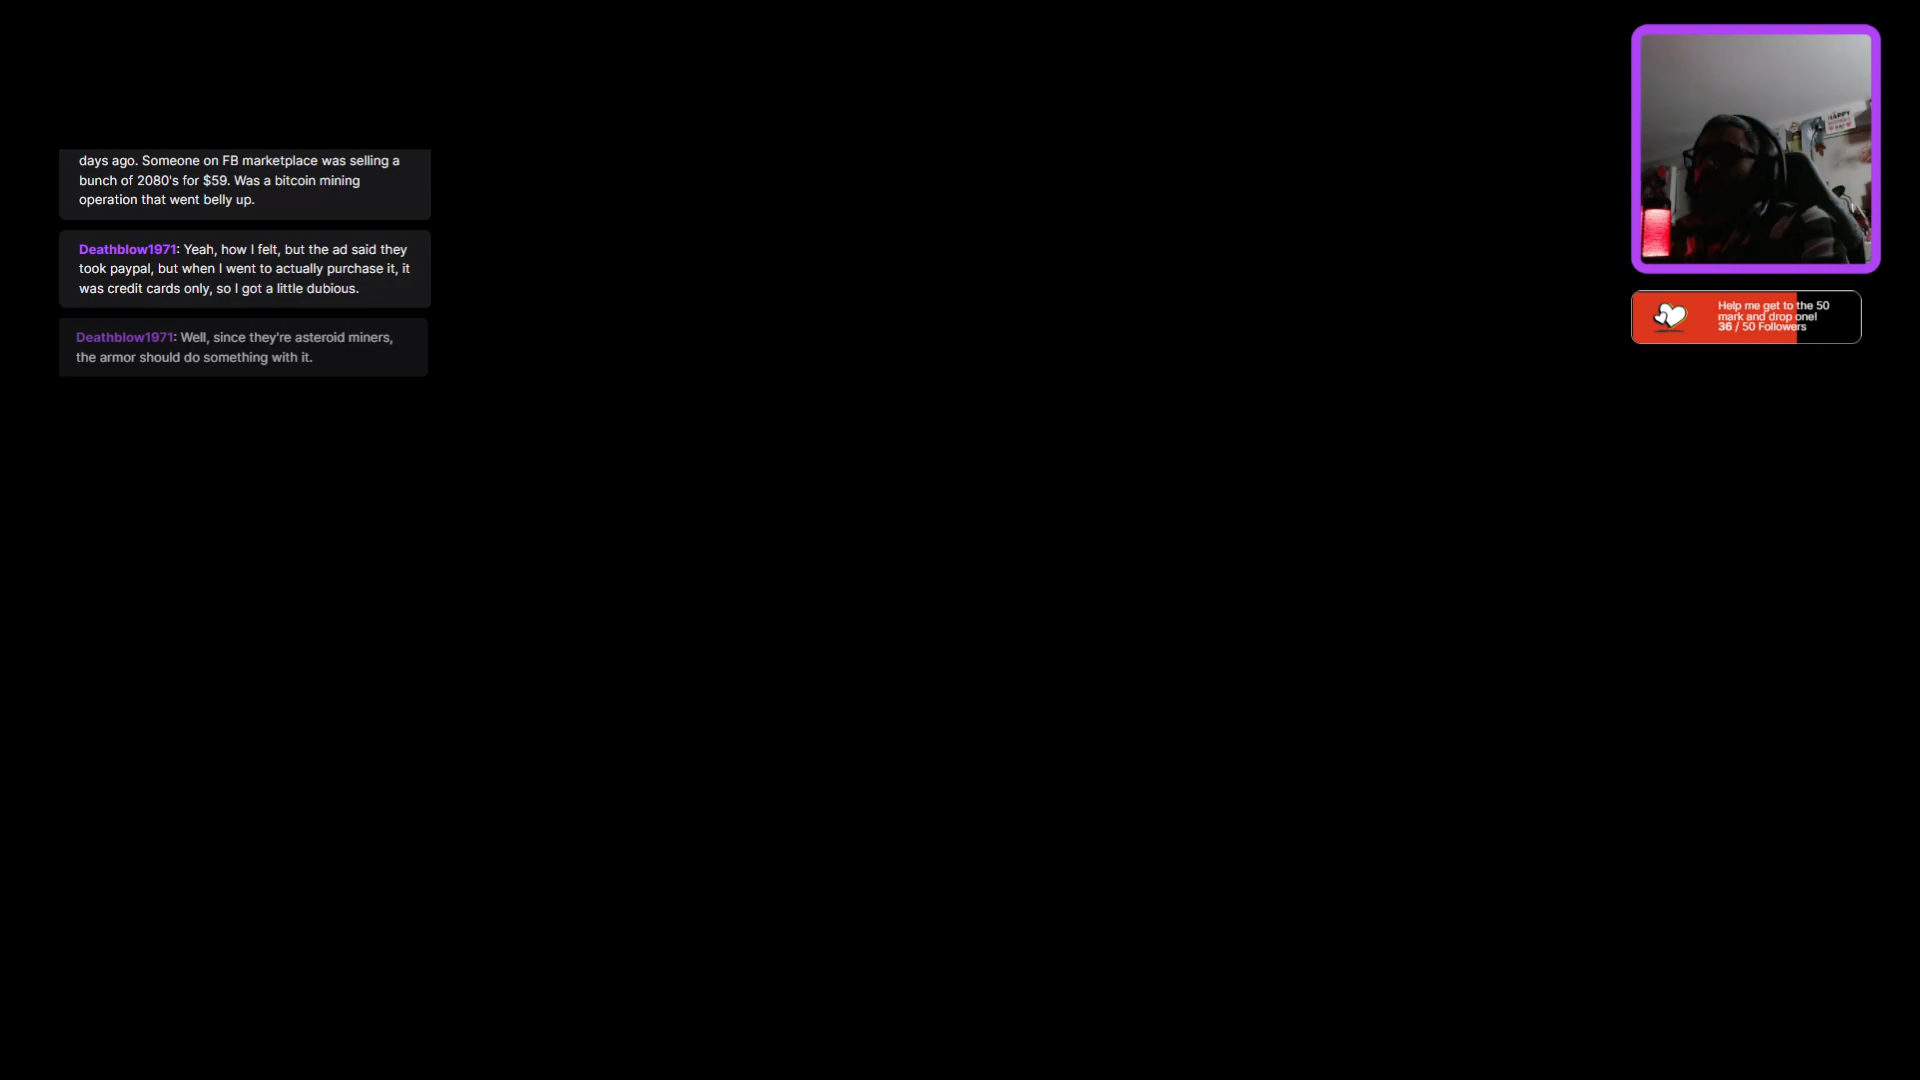 days ago. Someone on FB marketplace was selling a
bunch of 2080's for $59. Was a bitcoin mining
operation that went belly up.
Deathblow1971: Yeah, how I felt, but the ad said they
took paypal, but when I went to actually purchase it, it
was credit cards only, so I got a little dubious.
Deathblow1971: Well, since they're asteroid miners,
the armor should do something with it.
HAPPY
Help me get to the 50
mark and drop one!
36 / 50 Followers